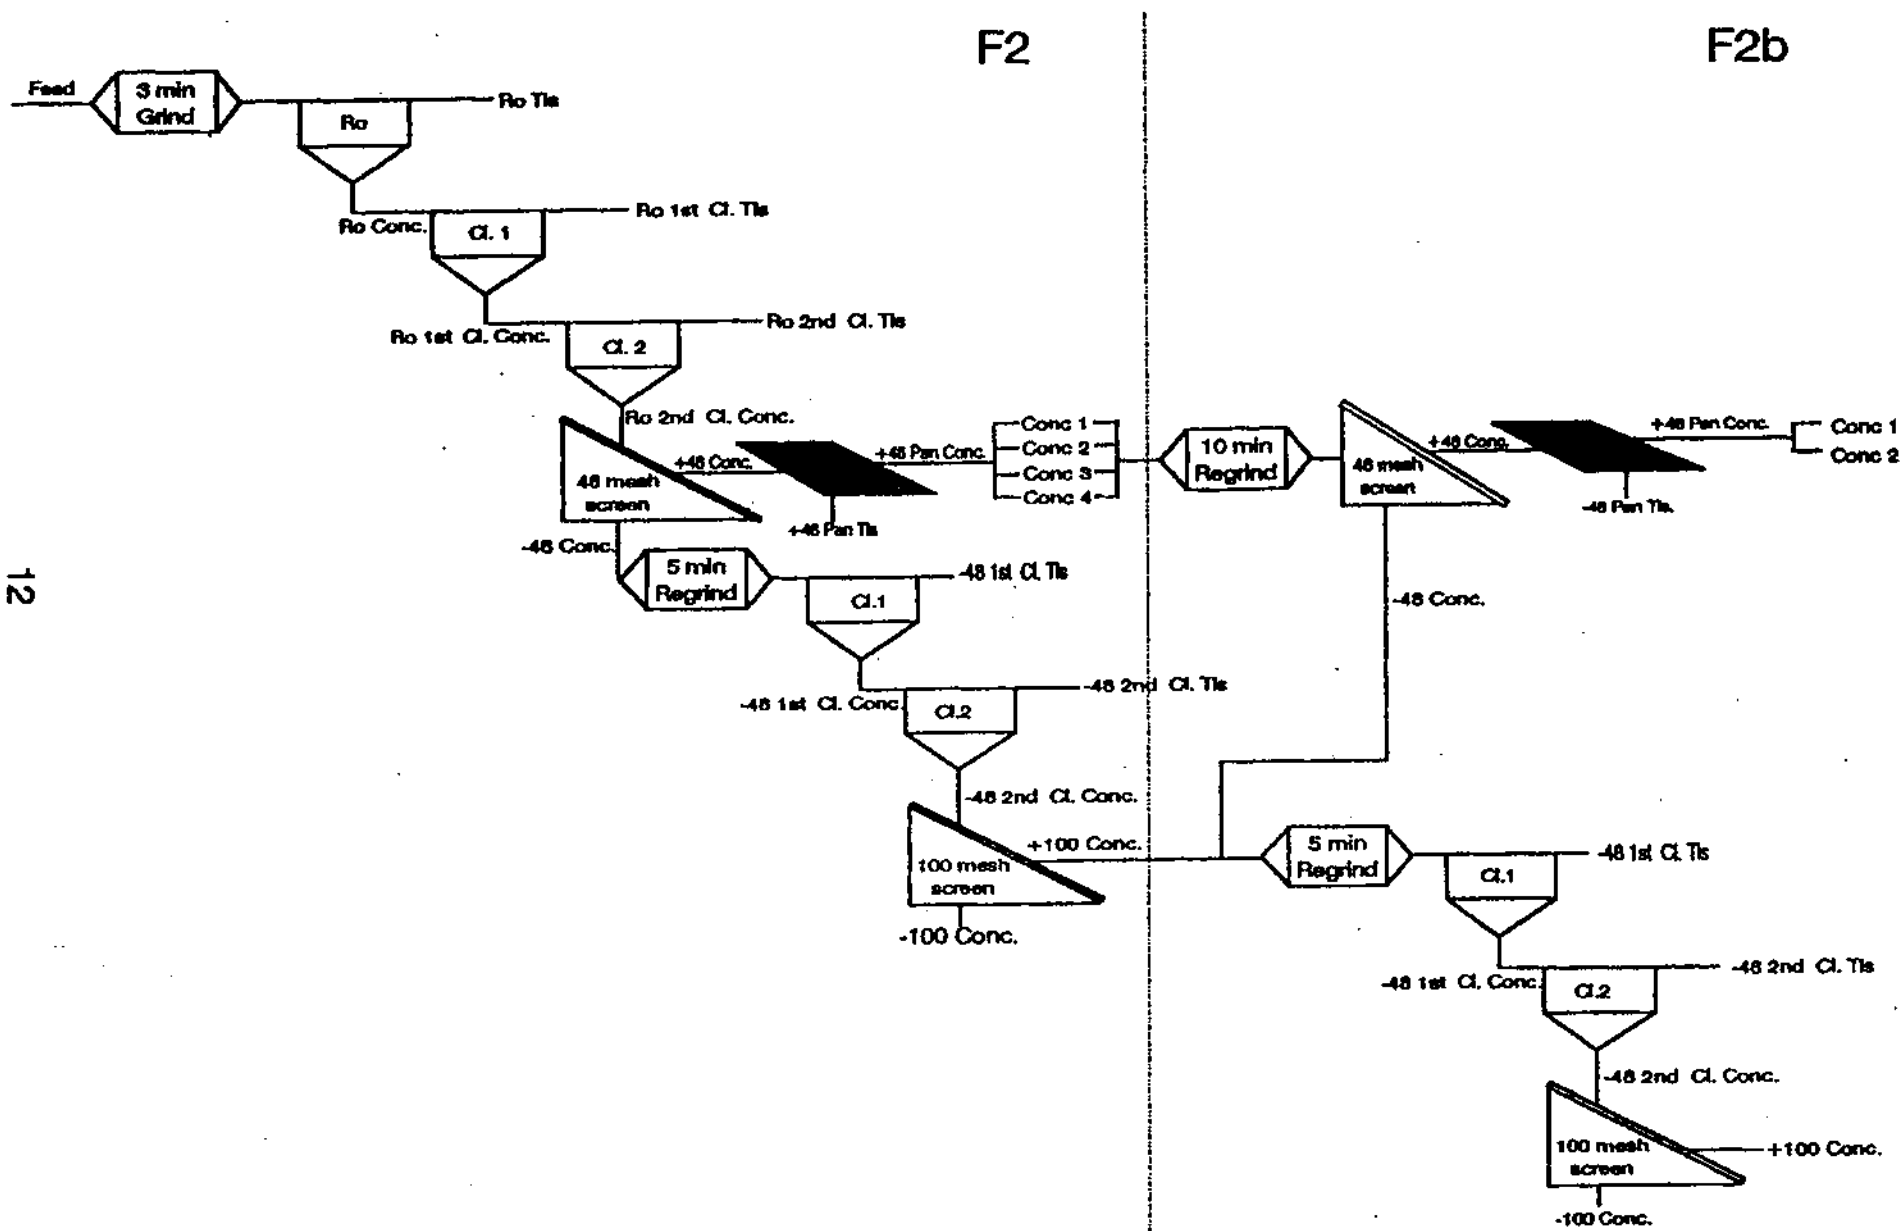 F2
F2b
Feed
3 min
Grind
Ro
Ro Tls
Ro Conc.
Cl. 1
Ro 1st Cl. Tls
Ro 1st Cl. Conc.
Cl. 2
Ro 2nd Cl. Tls
Ro 2nd Cl. Conc.
48 mesh
screen
+48 Conc.
+48 Pan Conc.
+48 Pan Tls
Conc 1
Conc 2
Conc 3
Conc 4
10 min
Regrind
48 mesh
screen
+48 Conc.
+48 Pan Conc.
Conc 1
Conc 2
-48 Pan Tls.
-48 Conc.
5 min
Regrind
Cl.1
-48 1st Cl. Tls
-48 Conc.
-48 1st Cl. Conc.
Cl.2
-48 2nd Cl. Tls
-48 2nd Cl. Conc.
100 mesh
screen
+100 Conc.
-100 Conc.
5 min
Regrind
Cl.1
-48 1st Cl. Tls
-48 1st Cl. Conc.
Cl.2
-48 2nd Cl. Tls
-48 2nd Cl. Conc.
100 mesh
screen
+100 Conc.
-100 Conc.
12